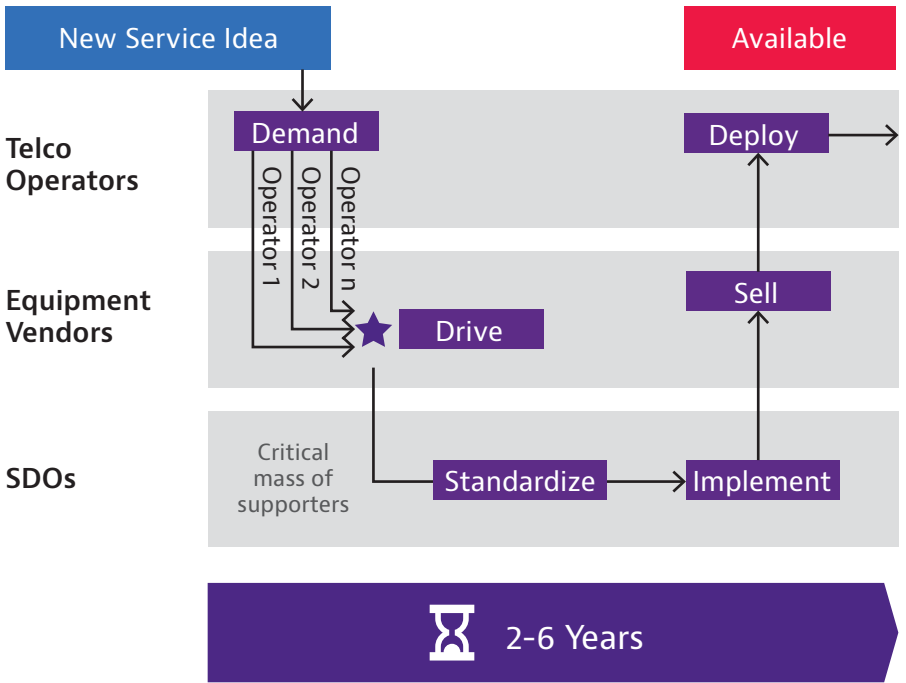 New Service Idea
Available
Telco
Operators
Demand
Deploy
Operator 1
Operator 2
Operator n
Equipment
Vendors
Sell
Drive
SDOs
Critical
mass of
supporters
Standardize
Implement
2-6 Years